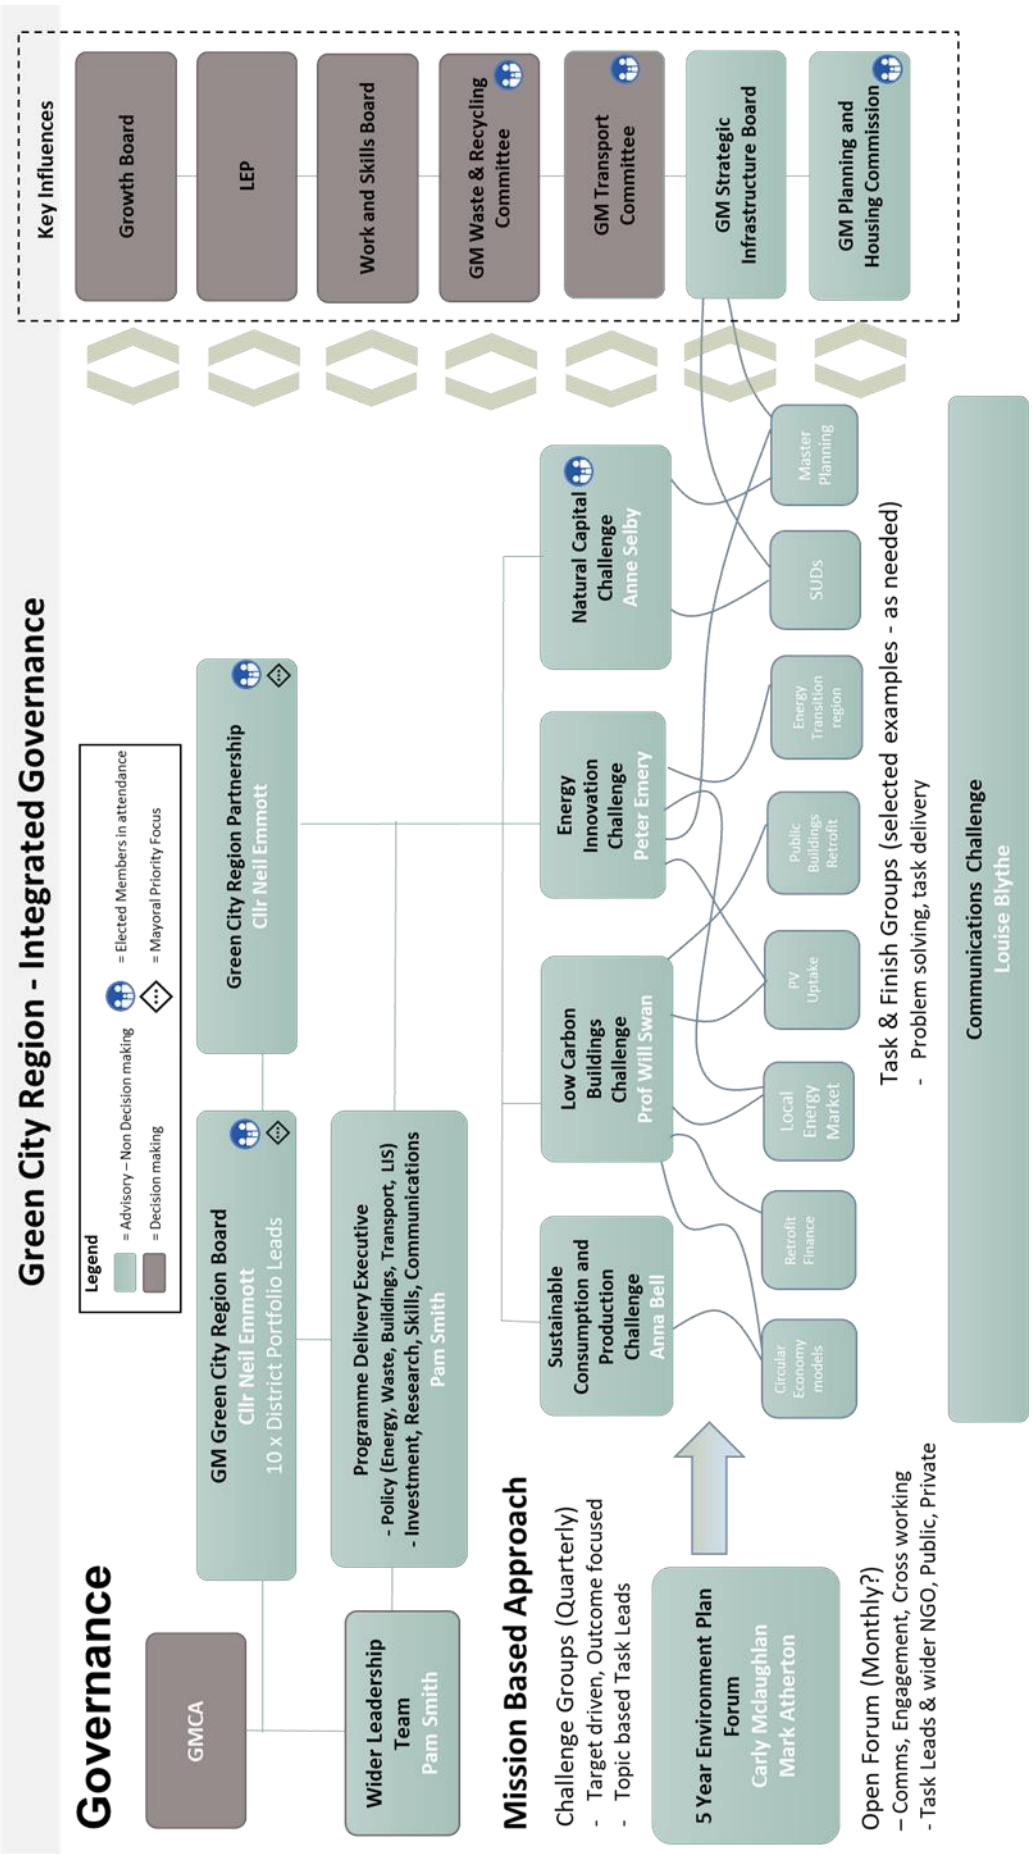 Green City Region - Integrated Governance
Governance
Legend
= Advisory – Non Decision making
= Decision making
= Elected Members in attendance
= Mayoral Priority Focus
Key Influences
Growth Board
LEP
Work and Skills Board
GM Waste & Recycling
Committee
GM Transport
Committee
GM Strategic
Infrastructure Board
GM Planning and
Housing Commission
GMCA
GM Green City Region Board
Cllr Neil Emmott
10 x District Portfolio Leads
Green City Region Partnership
Cllr Neil Emmott
Wider Leadership
Team
Pam Smith
Programme Delivery Executive
- Policy (Energy, Waste, Buildings, Transport, LIS)
- Investment, Research, Skills, Communications
Pam Smith
Mission Based Approach
Challenge Groups (Quarterly)
- Target driven, Outcome focused
- Topic based Task Leads
Sustainable
Consumption and
Production
Challenge
Anna Bell
Low Carbon
Buildings
Challenge
Prof Will Swan
Energy
Innovation
Challenge
Peter Emery
Natural Capital
Challenge
Anne Selby
5 Year Environment Plan
Forum
Carly Mclaughlan
Mark Atherton
Circular
Economy
models
Retrofit
Finance
Local
Energy
Market
PV
Uptake
Public
Buildings
Retrofit
Energy
Transition
region
SUDs
Master
Planning
Open Forum (Monthly?)
– Comms, Engagement, Cross working
- Task Leads & wider NGO, Public, Private
Task & Finish Groups (selected examples - as needed)
- Problem solving, task delivery
Communications Challenge
Louise Blythe